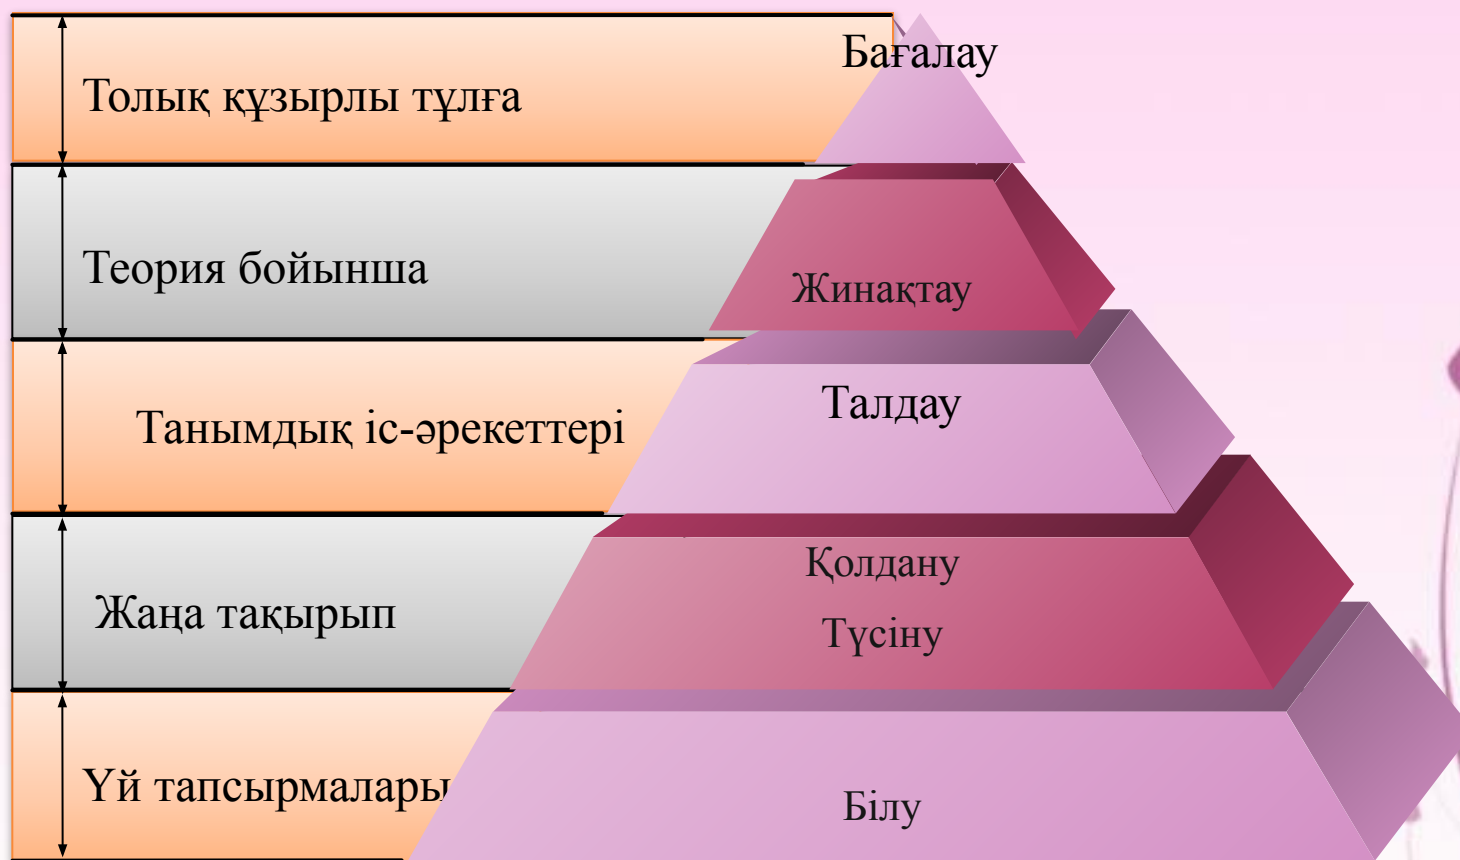 Бағалау
Толық құзырлы тұлға
Теория бойынша
Жинақтау
Талдау
Танымдық іс-әрекеттері
Қолдану
Жаңа тақырып
Түсіну
Үй тапсырмалары
Білу